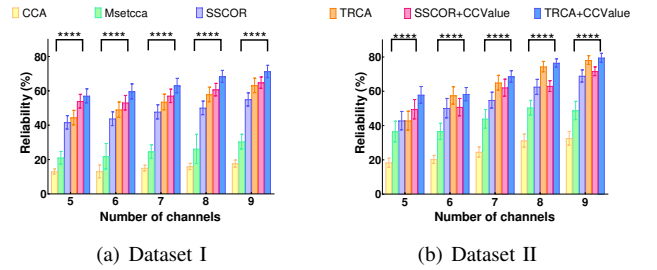 CCA Msetcca SSCOR TRCA SSCOR+CCValue TRCA+CCValue
**** **** **** **** ****
80
60
40
20
0
Reliability (%)
5 6 7 8 9
Number of channels
(a) Dataset I
**** **** **** **** ****
80
60
40
20
0
Reliability (%)
5 6 7 8 9
Number of channels
(b) Dataset II